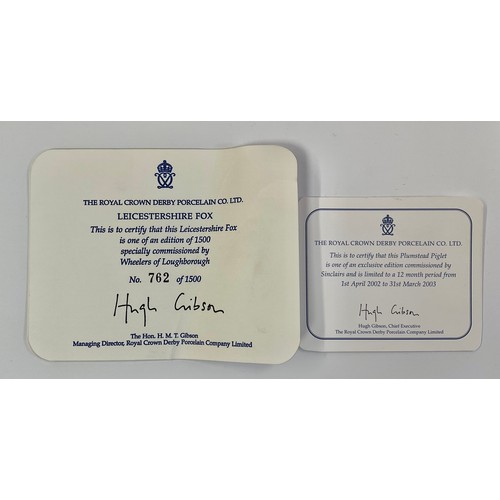 THE ROYAL CROWN DERBY PORCELAIN CO. LTD.
LEICESTERSHIRE FOX
This is to certify that this Leicestershire Fox
is one of an edition of 1500
specially commissioned by
Wheelers of Loughborough
No. 762 of 1500
Hugh Gibson
The Hon. H. M. T. Gibson
Managing Director, Royal Crown Derby Porcelain Company Limited
THE ROYAL CROWN DERBY PORCELAIN CO. LTD.
This is to certify that this Plumstead Piglet
is one of an exclusive edition commissioned by
Sinclairs and is limited to a 12 month period from
1st April 2002 to 31st March 2003
Hugh Gibson
Hugh Gibson, Chief Executive
The Royal Crown Derby Porcelain Company Limited